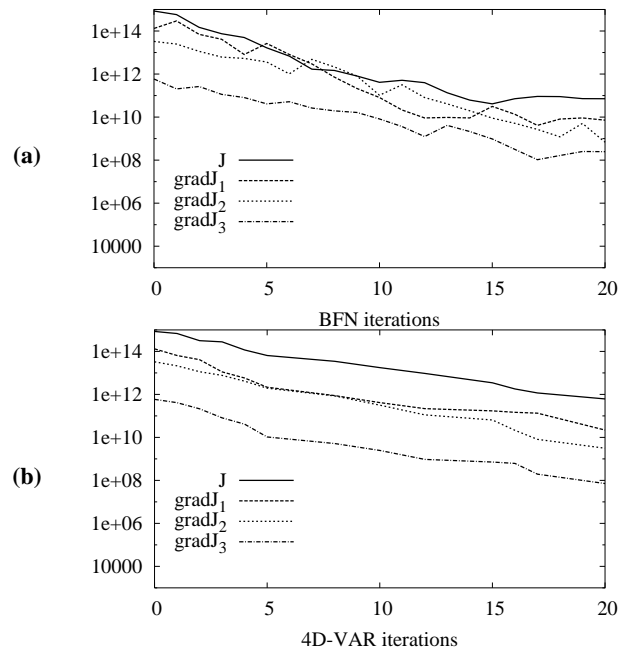 (a)
1e+14
1e+12
1e+10
1e+08
1e+06
10000
J
gradJ1
gradJ2
gradJ3
0 5 10 15 20
BFN iterations
(b)
1e+14
1e+12
1e+10
1e+08
1e+06
10000
J
gradJ1
gradJ2
gradJ3
0 5 10 15 20
4D-VAR iterations